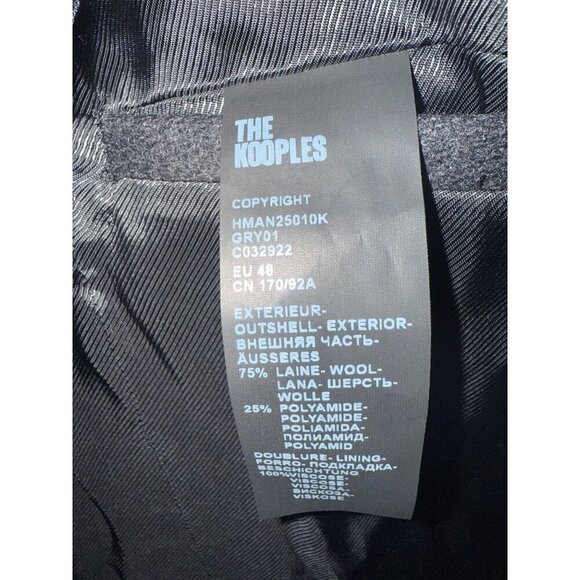 THE
KOOPLES
COPYRIGHT
HMAN25010K
GRY01
C032922
EU 48
CN 170/92A
EXTERIEUR-
OUTSHELL- EXTERIOR-
ВНЕШНЯЯ ЧАСТЬ-
ÄUSSERES
75% LAINE- WOOL-
LANA- ШЕРСТЬ-
WOLLE
25% POLYAMIDE-
POLYAMIDE-
POLIAMIDA-
ПОЛИАМИД-
POLYAMID
DOUBLURE- LINING-
FORRO- ПОДКЛАДКА-
BESCHICHTUNG
100%VISCOSE-
VISCOSE-
VISCOSA-
ВИСКОЗА-
VISKOSE